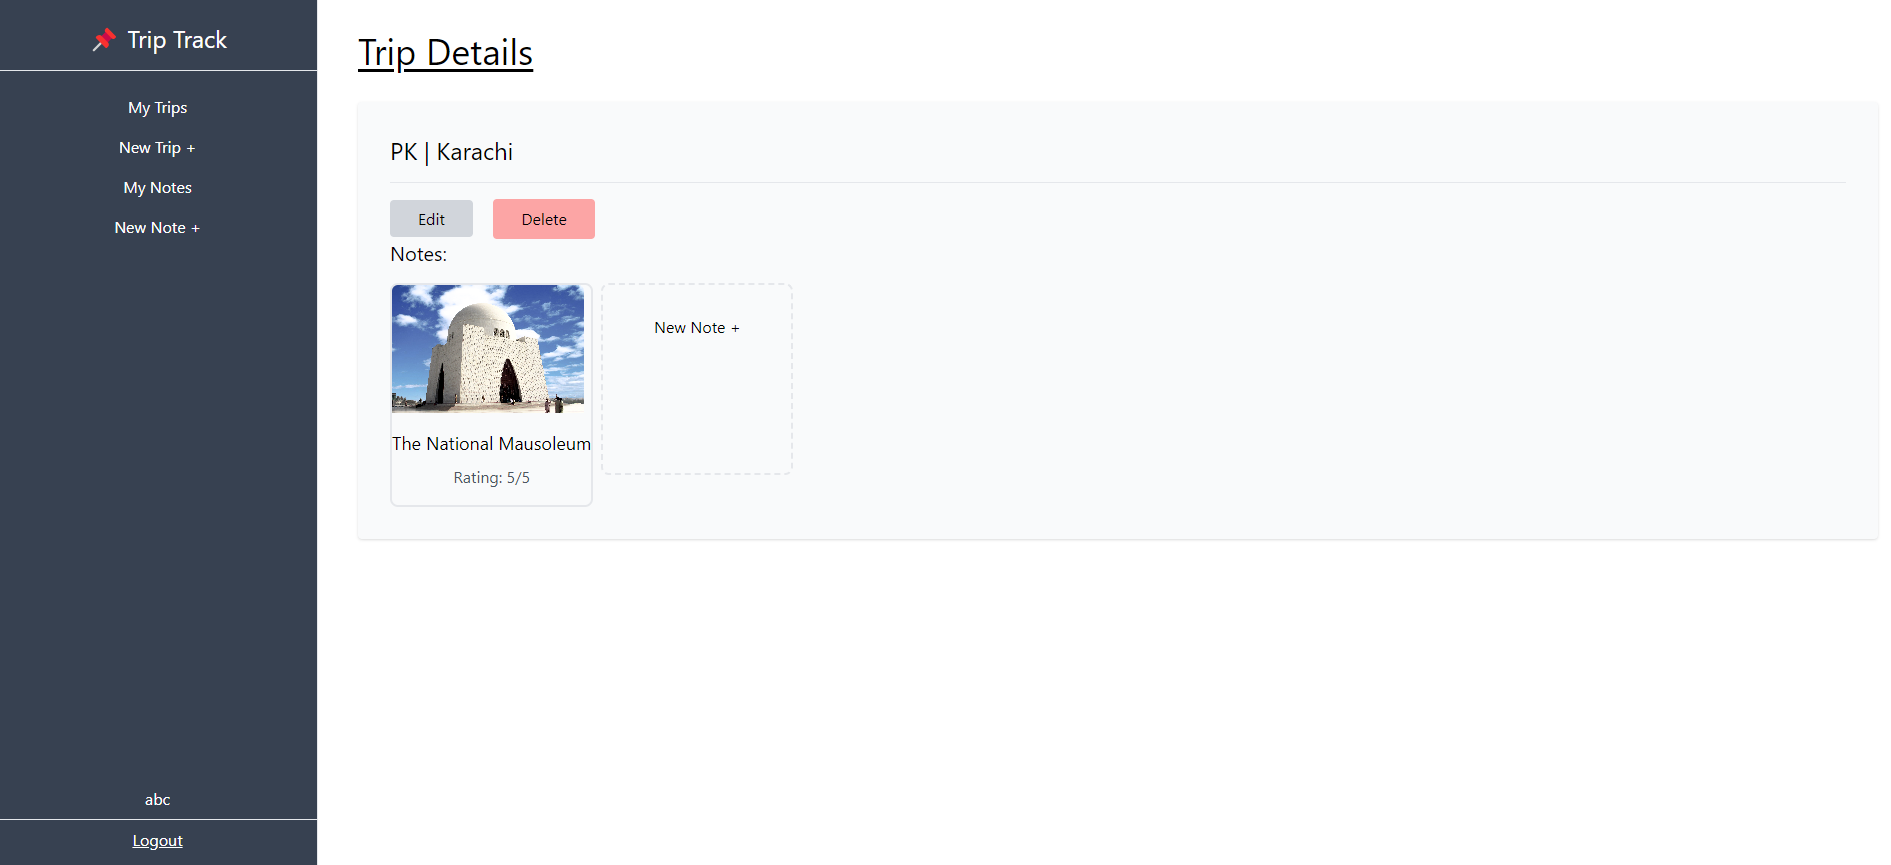 Trip Track
My Trips
New Trip +
My Notes
New Note +
abc
Logout
Trip Details
PK | Karachi
Edit
Delete
Notes:
The National Mausoleum
Rating: 5/5
New Note +